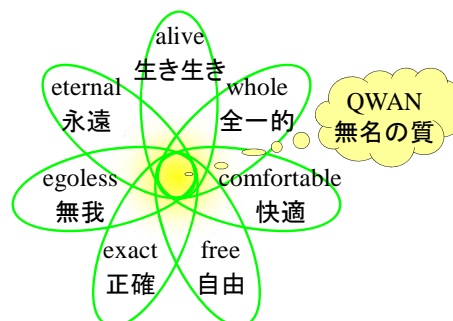 alive
生き生き
eternal
永遠
whole
全一的
QWAN
無名の質
egoless
無我
comfortable
快適
exact
正確
free
自由